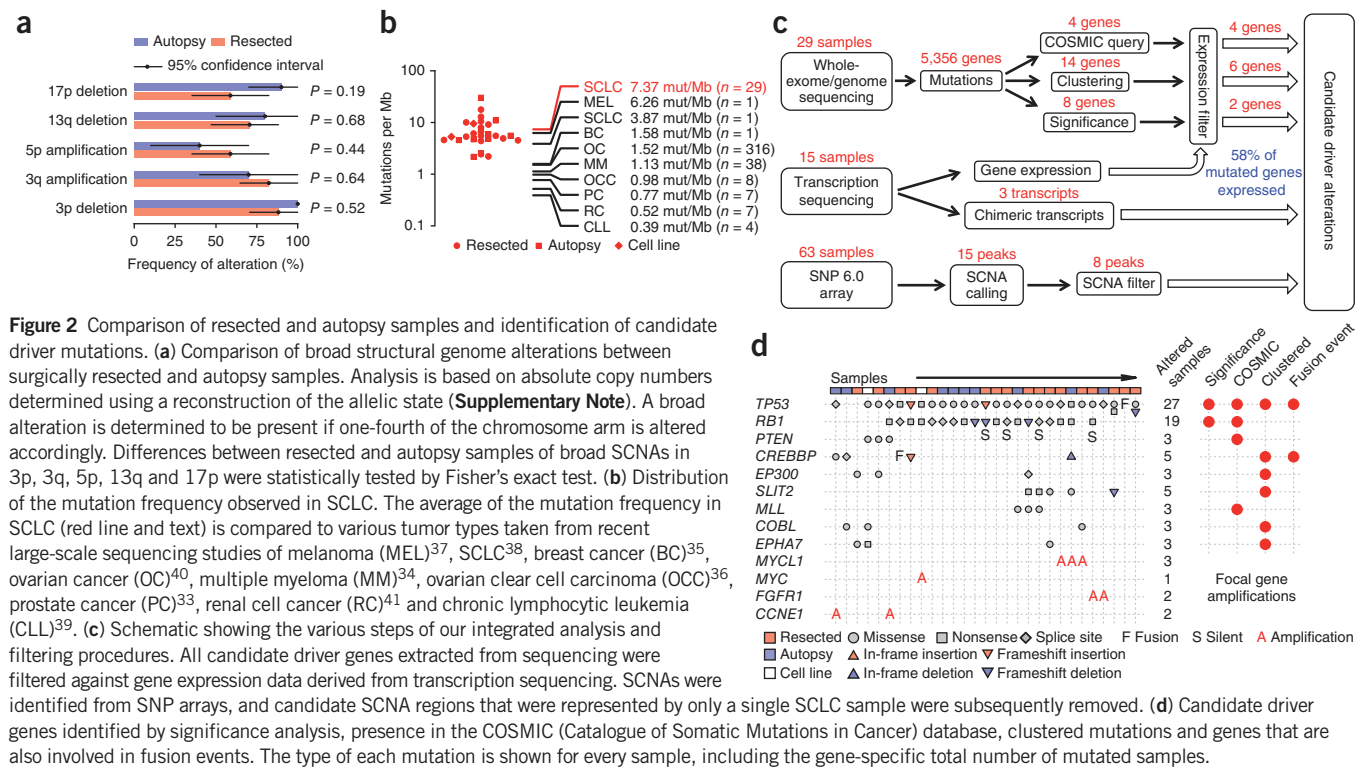 a
Autopsy Resected
95% confidence interval
17p deletion P = 0.19
13q deletion P = 0.68
5p amplification P = 0.44
3q amplification P = 0.64
3p deletion P = 0.52
0 25 50 75 100
Frequency of alteration (%)
b
Mutations per Mb
100
10
1
0.1
SCLC 7.37 mut/Mb (n = 29)
MEL 6.26 mut/Mb (n = 1)
SCLC 3.87 mut/Mb (n = 1)
BC 1.58 mut/Mb (n = 1)
OC 1.52 mut/Mb (n = 316)
MM 1.13 mut/Mb (n = 38)
OCC 0.98 mut/Mb (n = 8)
PC 0.77 mut/Mb (n = 7)
RC 0.52 mut/Mb (n = 7)
CLL 0.39 mut/Mb (n = 4)
Resected Autopsy Cell line
c
29 samples
Whole-
exome/genome
sequencing
5,356 genes
Mutations
4 genes
COSMIC query
14 genes
Clustering
8 genes
Significance
Expression filter
4 genes
6 genes
2 genes
Candidate driver alterations
15 samples
Transcription
sequencing
Gene expression
3 transcripts
Chimeric transcripts
58% of
mutated genes
expressed
63 samples
SNP 6.0
array
15 peaks
SCNA
calling
8 peaks
SCNA filter
Figure 2 Comparison of resected and autopsy samples and identification of candidate
driver mutations. (a) Comparison of broad structural genome alterations between
surgically resected and autopsy samples. Analysis is based on absolute copy numbers
determined using a reconstruction of the allelic state (Supplementary Note). A broad
alteration is determined to be present if one-fourth of the chromosome arm is altered
accordingly. Differences between resected and autopsy samples of broad SCNAs in
3p, 3q, 5p, 13q and 17p were statistically tested by Fisher's exact test. (b) Distribution
of the mutation frequency observed in SCLC. The average of the mutation frequency in
SCLC (red line and text) is compared to various tumor types taken from recent
large-scale sequencing studies of melanoma (MEL)37, SCLC38, breast cancer (BC)35,
ovarian cancer (OC)40, multiple myeloma (MM)34, ovarian clear cell carcinoma (OCC)36,
prostate cancer (PC)33, renal cell cancer (RC)41 and chronic lymphocytic leukemia
(CLL)39. (c) Schematic showing the various steps of our integrated analysis and
filtering procedures. All candidate driver genes extracted from sequencing were
filtered against gene expression data derived from transcription sequencing. SCNAs were
identified from SNP arrays, and candidate SCNA regions that were represented by only a single SCLC sample were subsequently removed. (d) Candidate driver
genes identified by significance analysis, presence in the COSMIC (Catalogue of Somatic Mutations in Cancer) database, clustered mutations and genes that are
also involved in fusion events. The type of each mutation is shown for every sample, including the gene-specific total number of mutated samples.
d
Samples
Altered samples
Significance
COSMIC
Clustered
Fusion event
TP53 F 27
RB1 19
PTEN S S S S 3
CREBBP F 5
EP300 3
SLIT2 5
MLL 3
COBL 3
EPHA7 3
MYCL1 A A A 3
MYC A 1
FGFR1 A A 2
CCNE1 A A 2
Focal gene
amplifications
Resected Missense Nonsense Splice site F Fusion S Silent A Amplification
Autopsy In-frame insertion Frameshift insertion
Cell line In-frame deletion Frameshift deletion